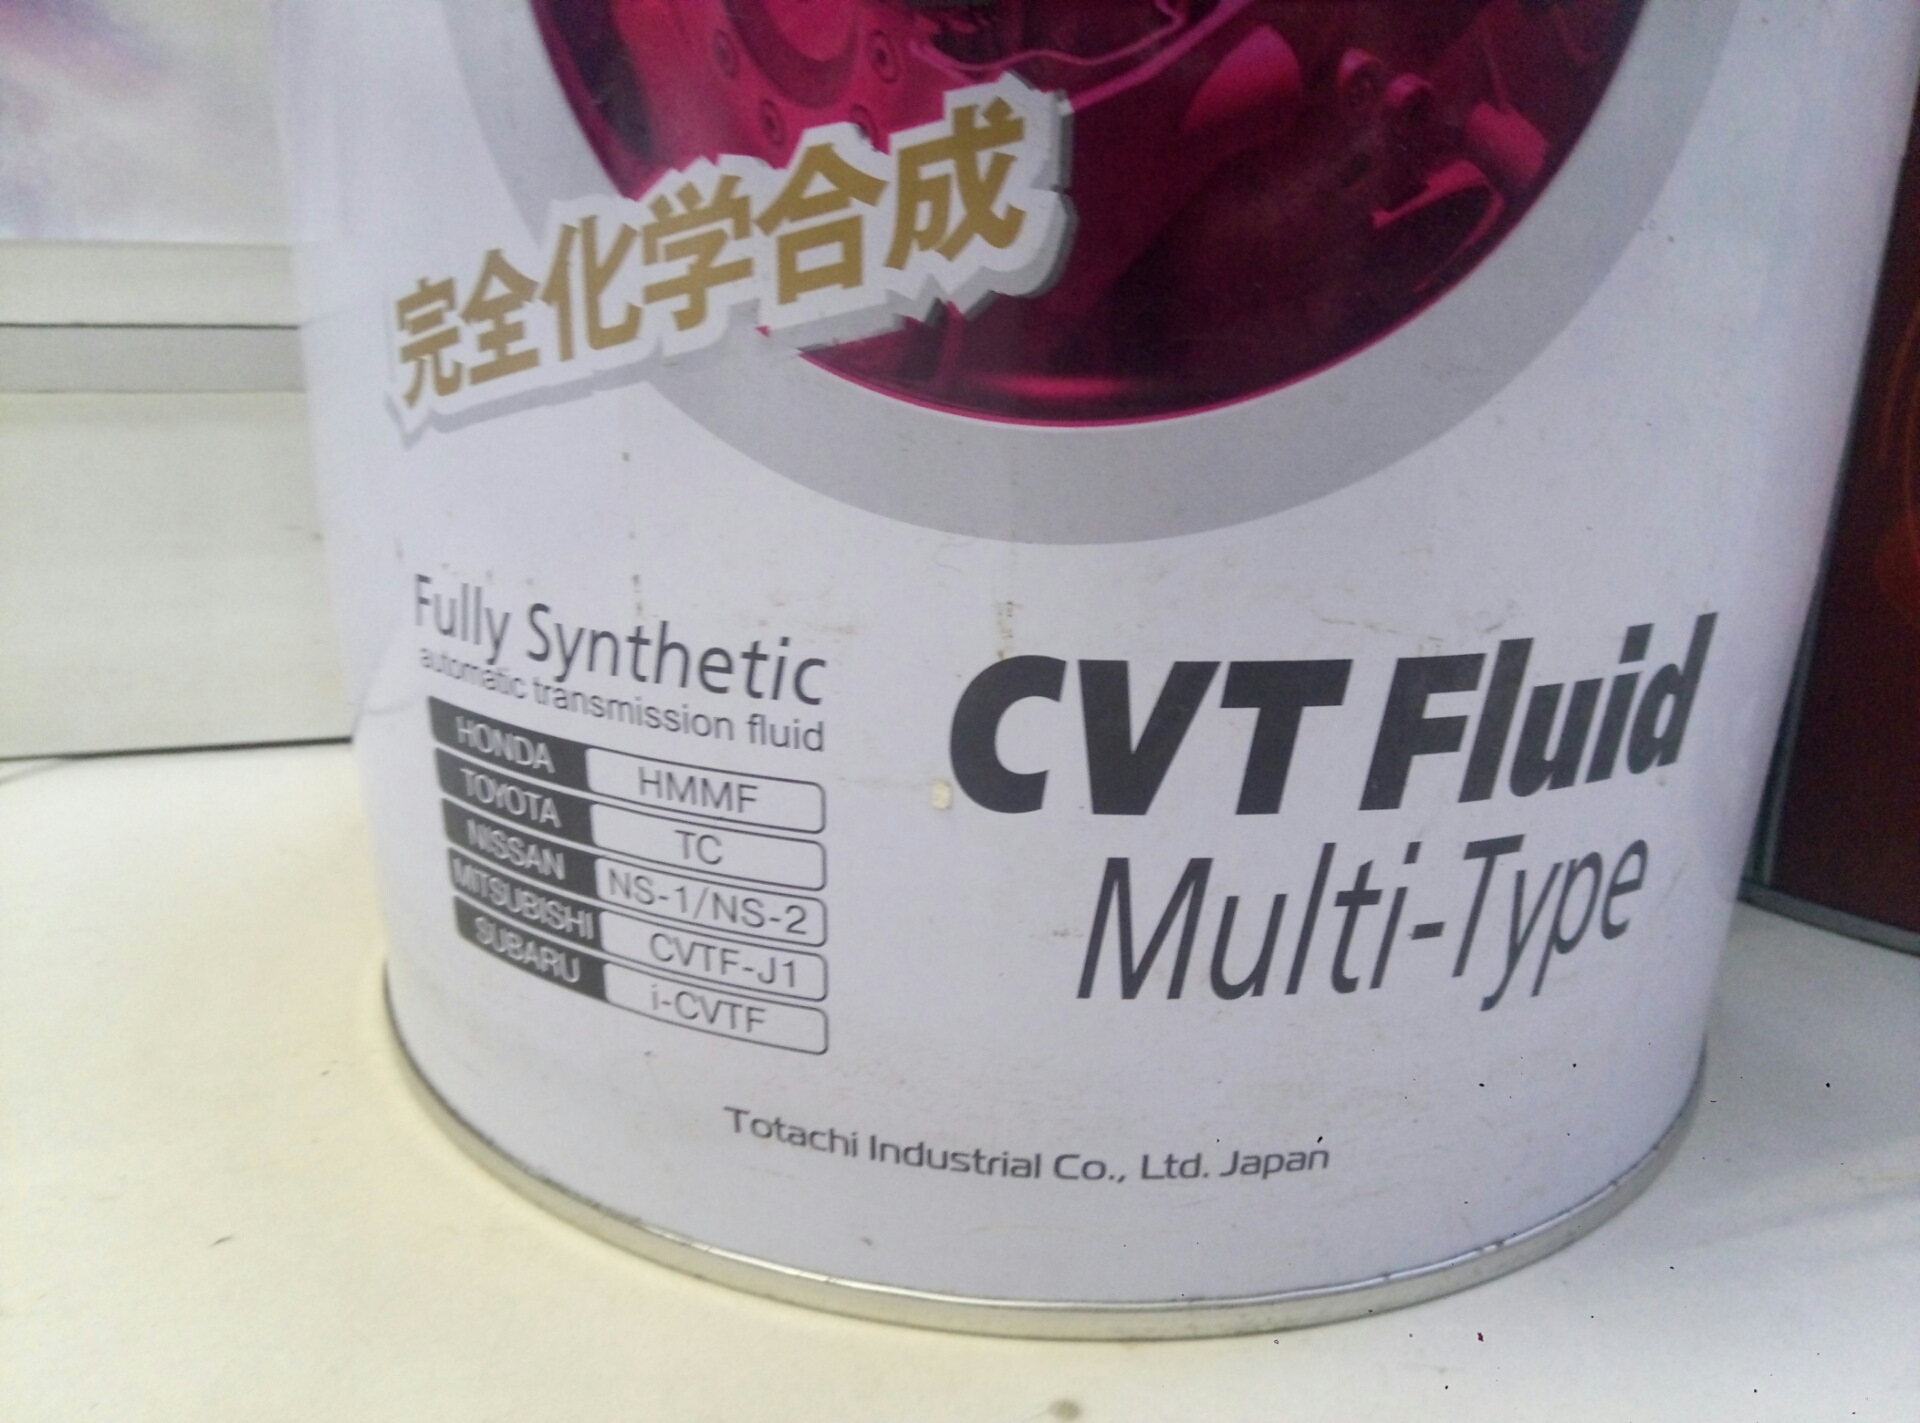 完全化学合成
Fully Synthetic
automatic transmission fluid
HONDA HMMF
TOYOTA TC
NISSAN NS-1/NS-2
MITSUBISHI CVTF-J1
SUBARU i-CVTF
CVT Fluid
Multi-Type
Totachi Industrial Co., Ltd. Japan